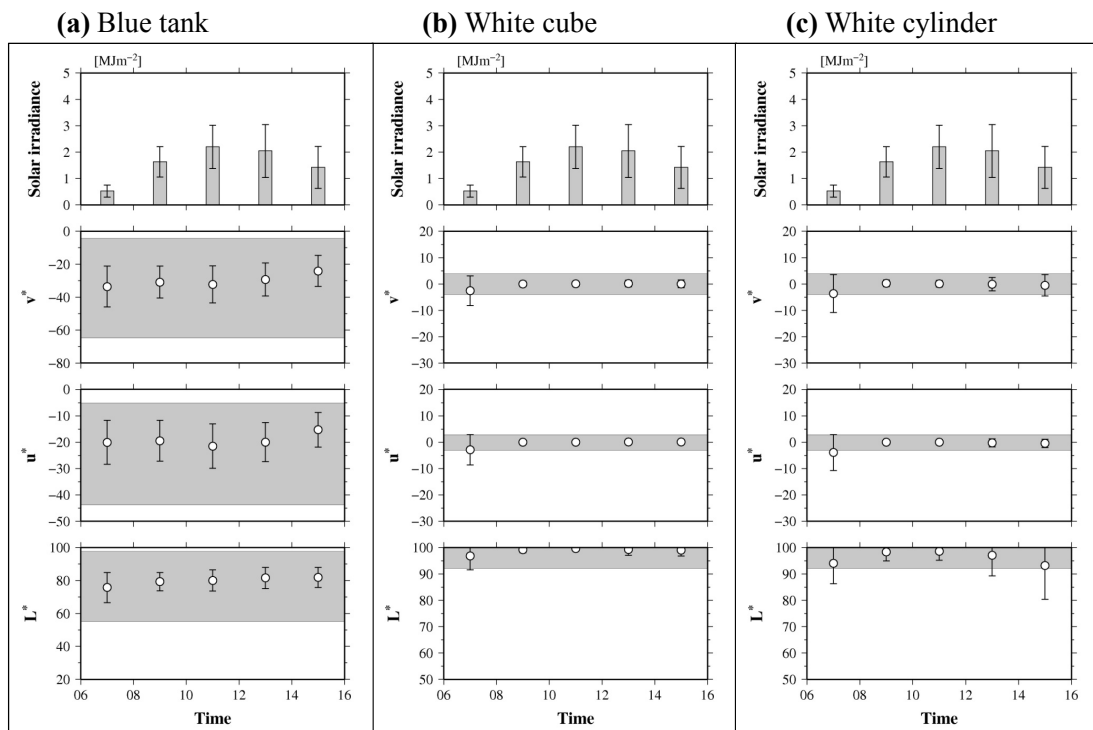 (a) Blue tank
(b) White cube
(c) White cylinder
[MJm−2]
Solar irradiance
5
4
3
2
1
0
v*
−0
−20
−40
−60
−80
u*
0
−10
−20
−30
−40
−50
L*
100
80
60
40
20
06 08 10 12 14 16
Time
[MJm−2]
Solar irradiance
5
4
3
2
1
0
v*
20
10
0
−10
−20
−30
u*
20
10
0
−10
−20
−30
L*
100
90
80
70
60
50
06 08 10 12 14 16
Time
[MJm−2]
Solar irradiance
5
4
3
2
1
0
v*
20
10
0
−10
−20
−30
u*
20
10
0
−10
−20
−30
L*
100
90
80
70
60
50
06 08 10 12 14 16
Time